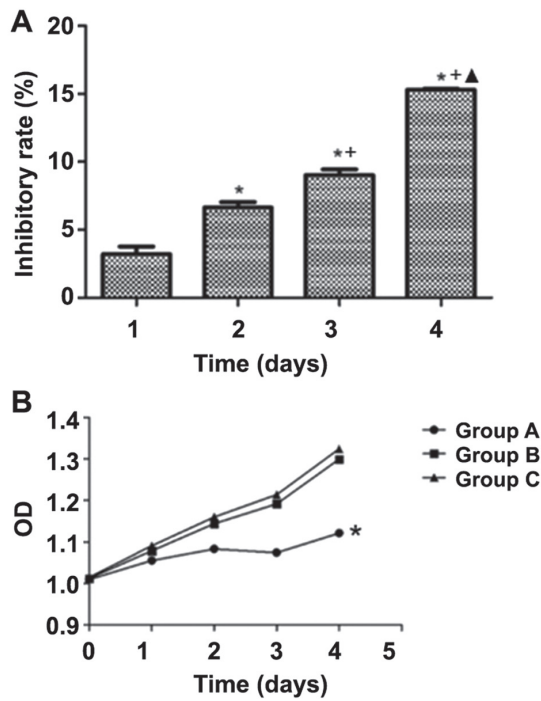 A
Inhibitory rate (%)
20
15
10
5
0
*
*+
*+▲
1 2 3 4
Time (days)
B
OD
1.4
1.3
1.2
1.1
1.0
0.9
*
0 1 2 3 4 5
Time (days)
Group A
Group B
Group C